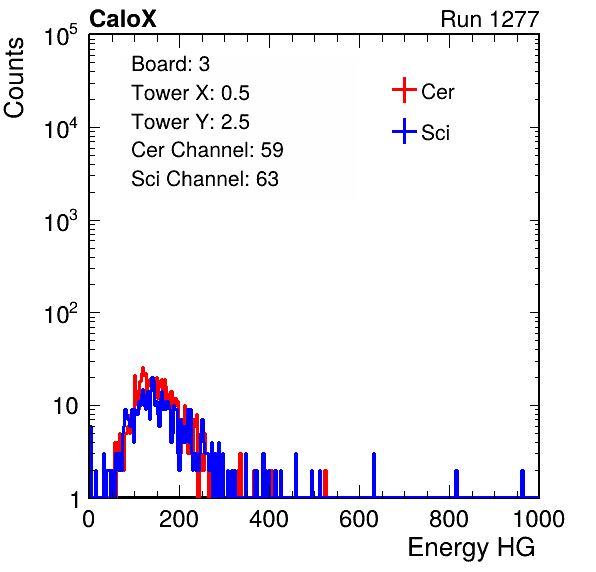 CaloX Run 1277
Counts
Board: 3
Tower X: 0.5
Tower Y: 2.5
Cer Channel: 59
Sci Channel: 63
Cer
Sci
10^5
10^4
10^3
10^2
10
1
0 200 400 600 800 1000
Energy HG